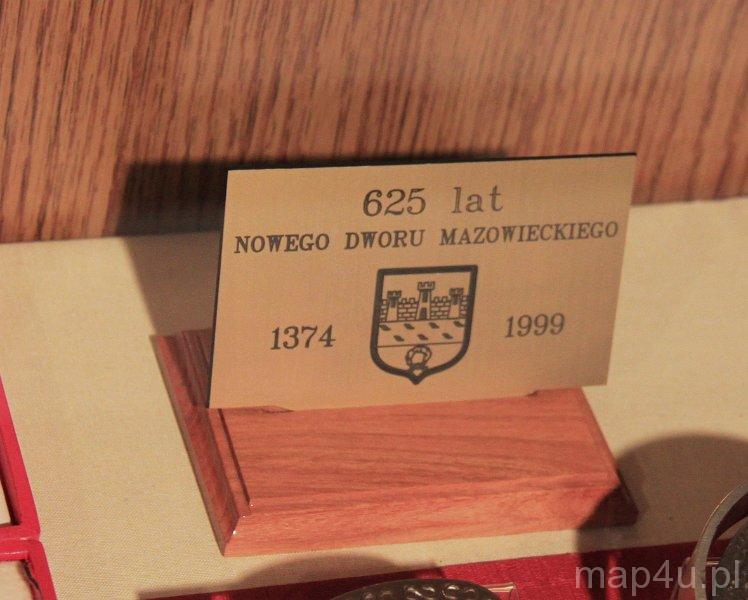 625 lat
NOWEGO DWORU MAZOWIECKIEGO
1374 1999
map4u.pl